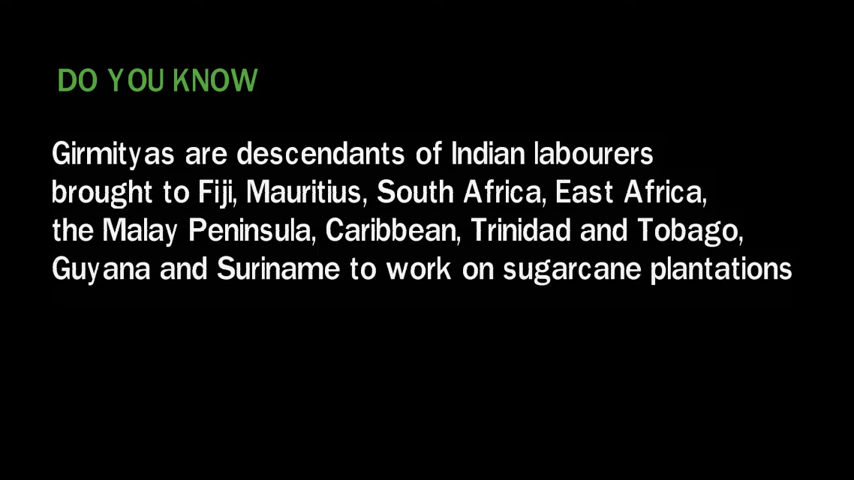 DO YOU KNOW
Girmityas are descendants of Indian labourers
brought to Fiji, Mauritius, South Africa, East Africa,
the Malay Peninsula, Caribbean, Trinidad and Tobago,
Guyana and Suriname to work on sugarcane plantations